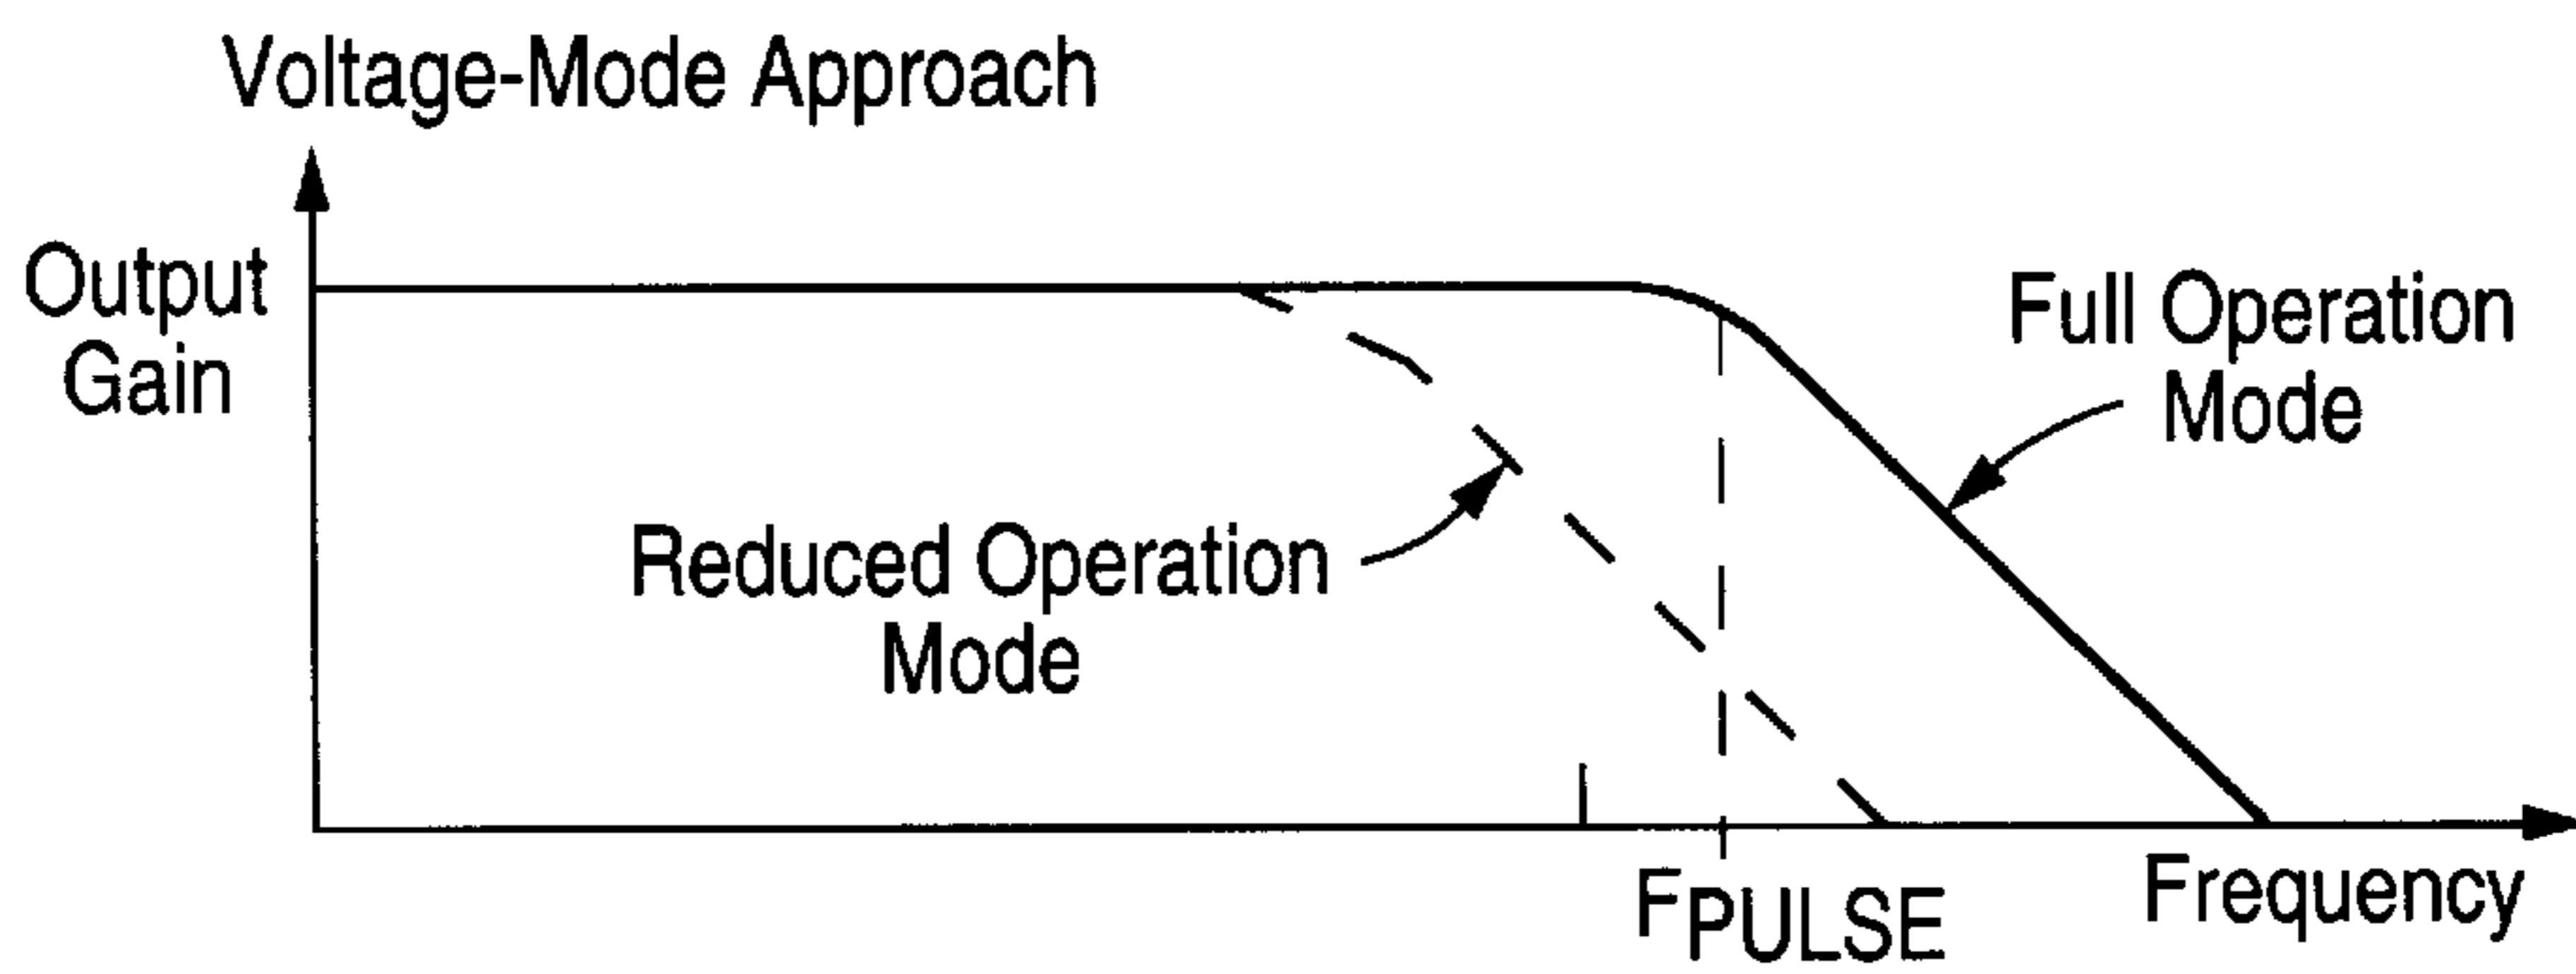 Voltage-Mode Approach
Output
Gain
Full Operation
Mode
Reduced Operation
Mode
FPULSE
Frequency